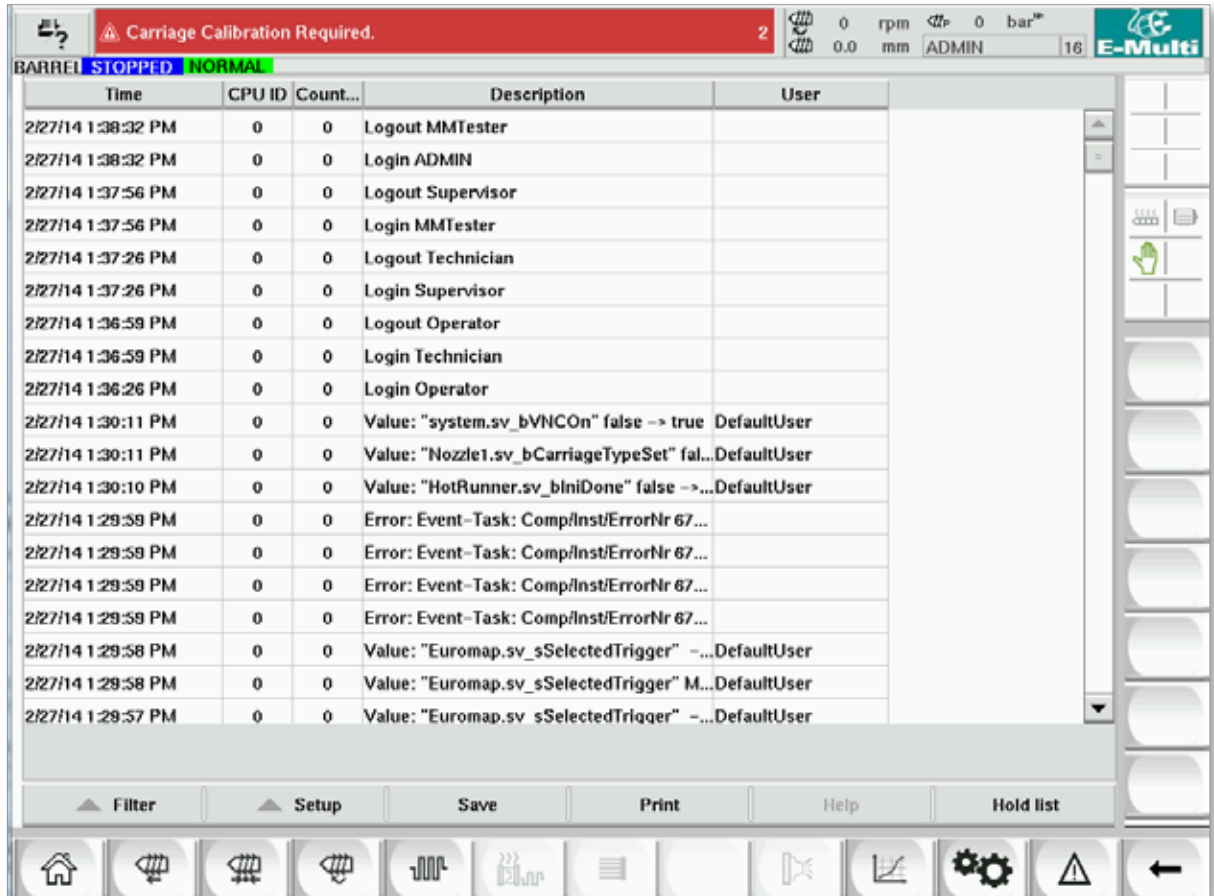 Carriage Calibration Required. 2
0 rpm 0 bar
0.0 mm ADMIN 16 E-Multi
BARREL STOPPED NORMAL
Time CPU ID Count... Description User
2/27/14 1:38:32 PM 0 0 Logout MMTester
2/27/14 1:38:32 PM 0 0 Login ADMIN
2/27/14 1:37:56 PM 0 0 Logout Supervisor
2/27/14 1:37:56 PM 0 0 Login MMTester
2/27/14 1:37:26 PM 0 0 Logout Technician
2/27/14 1:37:26 PM 0 0 Login Supervisor
2/27/14 1:36:59 PM 0 0 Logout Operator
2/27/14 1:36:59 PM 0 0 Login Technician
2/27/14 1:36:26 PM 0 0 Login Operator
2/27/14 1:30:11 PM 0 0 Value: "system.sv_bVNCOn" false -> true DefaultUser
2/27/14 1:30:11 PM 0 0 Value: "Nozzle1.sv_bCarriageTypeSet" fal... DefaultUser
2/27/14 1:30:10 PM 0 0 Value: "HotRunner.sv_bIniDone" false ->... DefaultUser
2/27/14 1:29:59 PM 0 0 Error: Event-Task: Comp/Inst/ErrorNr 67...
2/27/14 1:29:59 PM 0 0 Error: Event-Task: Comp/Inst/ErrorNr 67...
2/27/14 1:29:59 PM 0 0 Error: Event-Task: Comp/Inst/ErrorNr 67...
2/27/14 1:29:59 PM 0 0 Error: Event-Task: Comp/Inst/ErrorNr 67...
2/27/14 1:29:58 PM 0 0 Value: "Euromap.sv_sSelectedTrigger" -... DefaultUser
2/27/14 1:29:58 PM 0 0 Value: "Euromap.sv_sSelectedTrigger" M... DefaultUser
2/27/14 1:29:57 PM 0 0 Value: "Euromap.sv_sSelectedTrigger" -... DefaultUser
Filter Setup Save Print Help Hold list